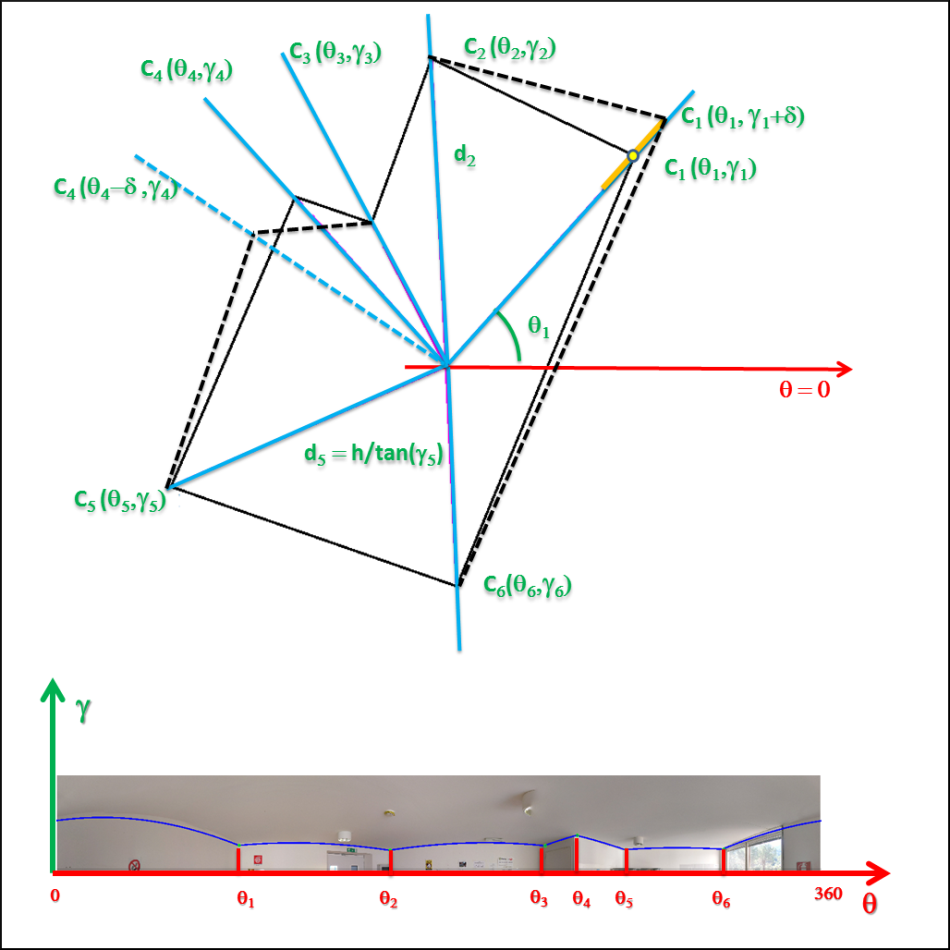 C₂ (θ₂,γ₂)
C₃ (θ₃,γ₃)
C₄ (θ₄,γ₄)
C₁ (θ₁, γ₁+δ)
d₂
C₁ (θ₁,γ₁)
C₄ (θ₄–δ ,γ₄)
θ₁
θ = 0
d₅ = h/tan(γ₅)
C₅ (θ₅,γ₅)
C₆(θ₆,γ₆)
γ
0 θ₁ θ₂ θ₃ θ₄ θ₅ θ₆ 360 θ